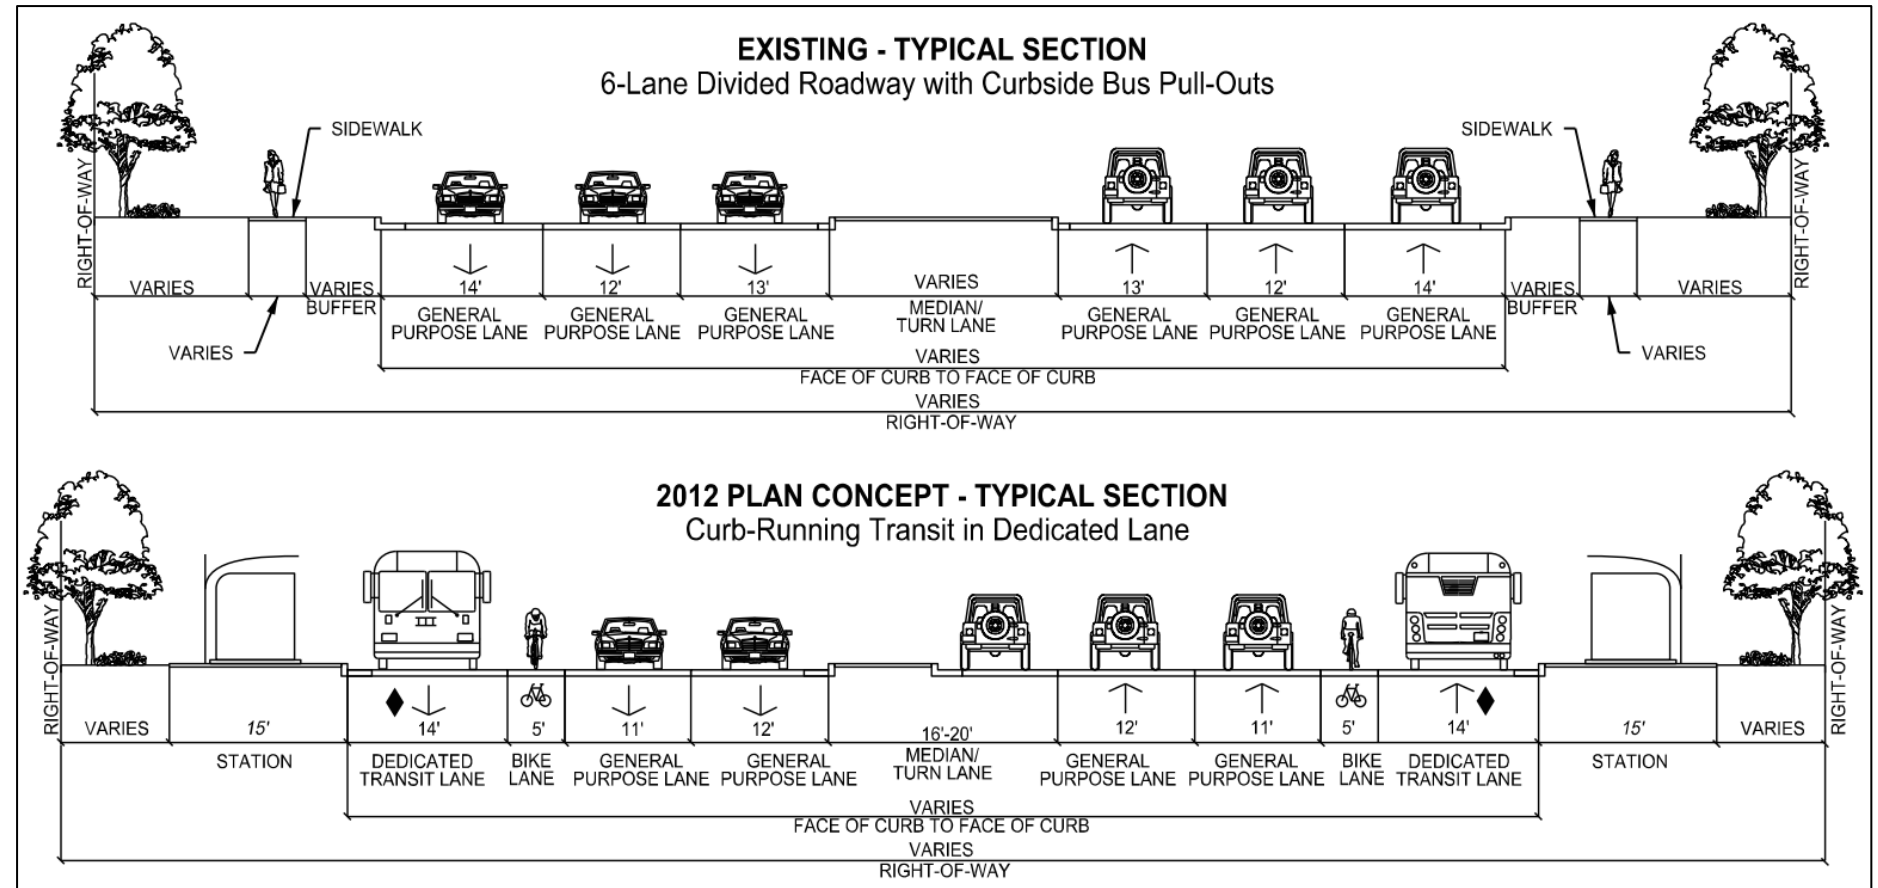 EXISTING - TYPICAL SECTION
6-Lane Divided Roadway with Curbside Bus Pull-Outs
SIDEWALK
SIDEWALK
RIGHT-OF-WAY
RIGHT-OF-WAY
VARIES
VARIES
BUFFER
14'
12'
13'
VARIES
13'
12'
14'
VARIES
BUFFER
VARIES
GENERAL
PURPOSE LANE
GENERAL
PURPOSE LANE
GENERAL
PURPOSE LANE
MEDIAN/
TURN LANE
GENERAL
PURPOSE LANE
GENERAL
PURPOSE LANE
GENERAL
PURPOSE LANE
VARIES
VARIES
VARIES
FACE OF CURB TO FACE OF CURB
VARIES
RIGHT-OF-WAY
2012 PLAN CONCEPT - TYPICAL SECTION
Curb-Running Transit in Dedicated Lane
RIGHT-OF-WAY
RIGHT-OF-WAY
VARIES
15'
14'
5'
11'
12'
16'-20'
12'
11'
5'
14'
15'
VARIES
STATION
DEDICATED
TRANSIT LANE
BIKE
LANE
GENERAL
PURPOSE LANE
GENERAL
PURPOSE LANE
MEDIAN/
TURN LANE
GENERAL
PURPOSE LANE
GENERAL
PURPOSE LANE
BIKE
LANE
DEDICATED
TRANSIT LANE
STATION
VARIES
FACE OF CURB TO FACE OF CURB
VARIES
RIGHT-OF-WAY